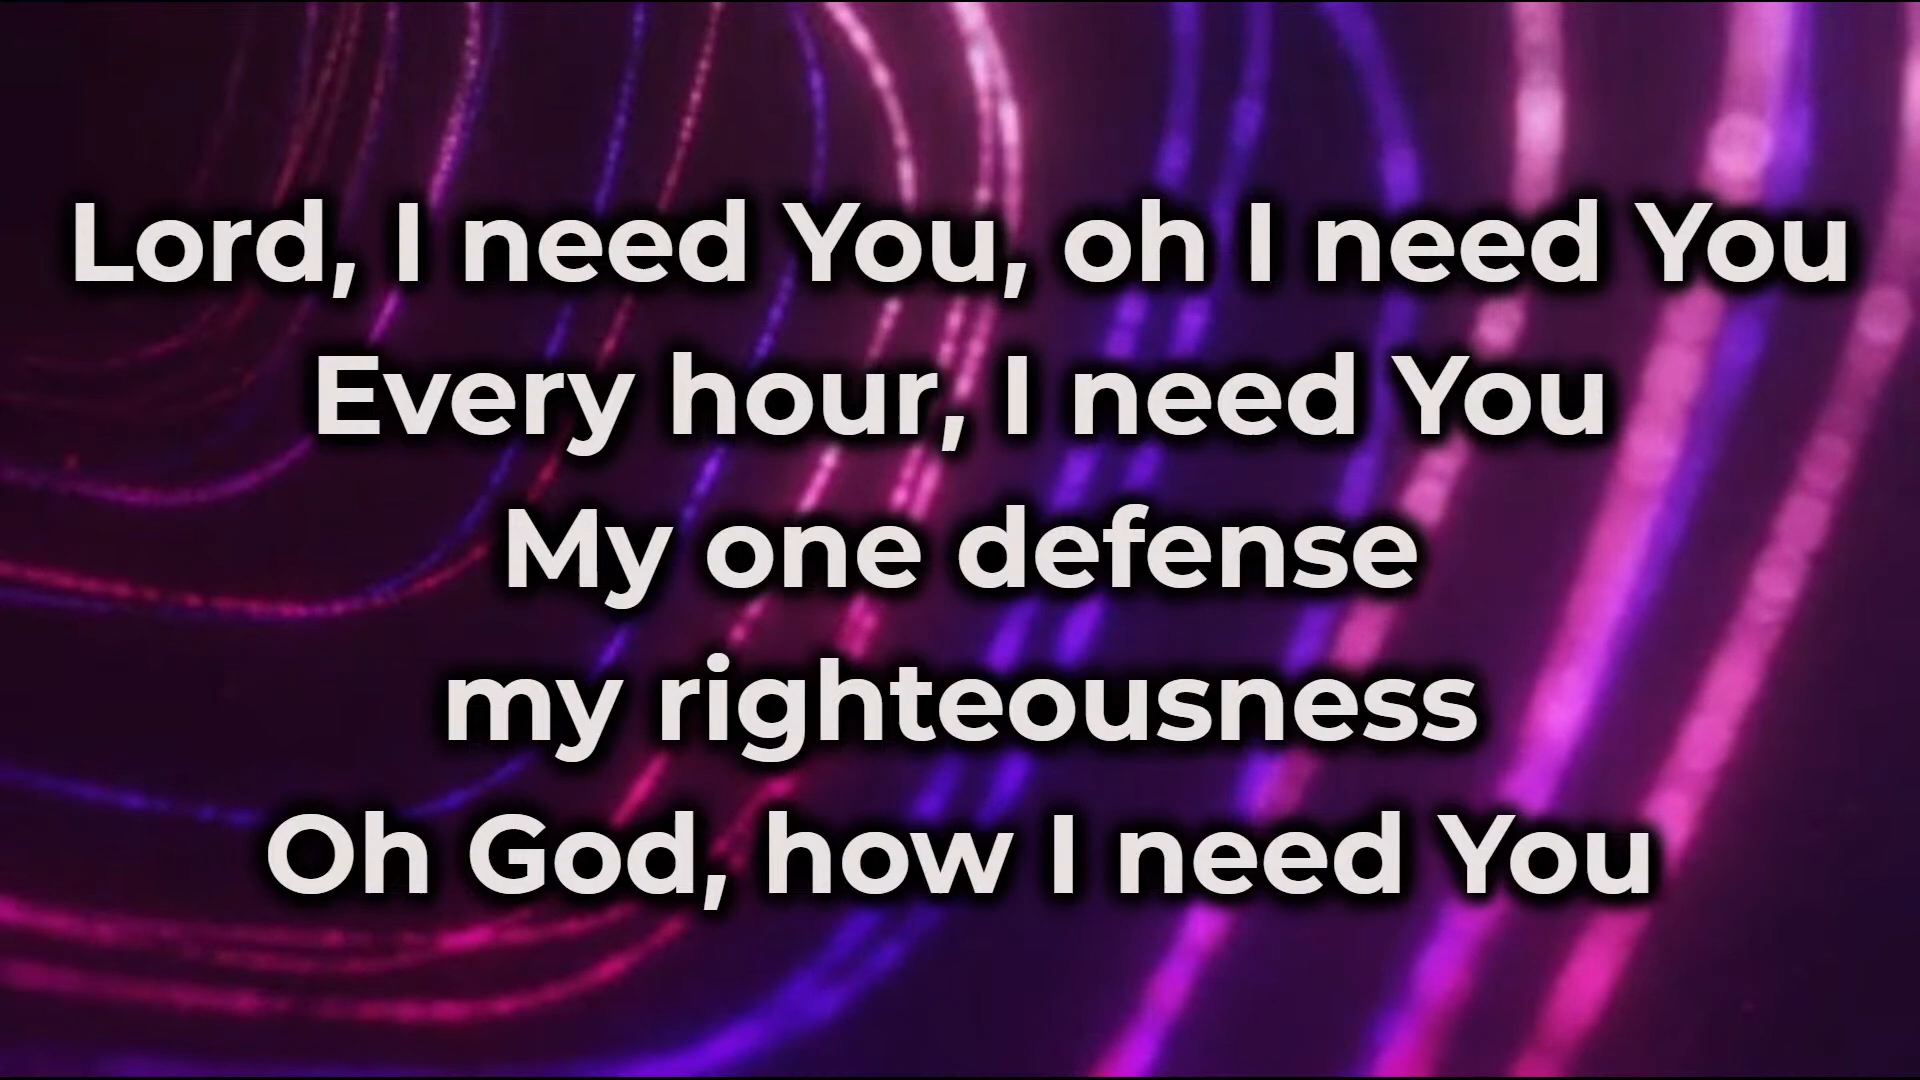 Lord, I need You, oh I need You
Every hour, I need You
My one defense
my righteousness
Oh God, how I need You